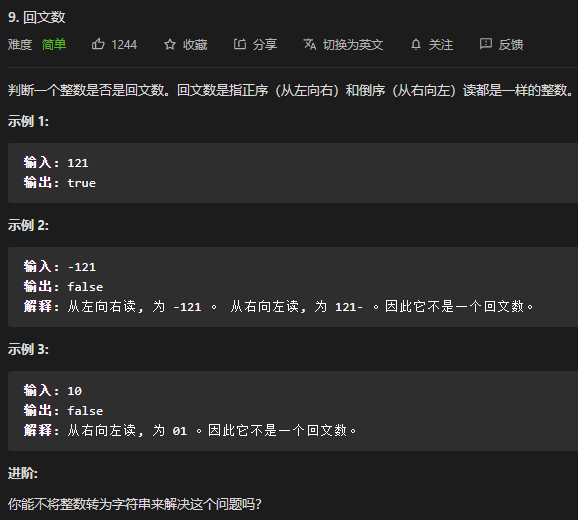 9. 回文数
难度 简单 1244 收藏 分享 切换为英文 关注 反馈
判断一个整数是否是回文数。回文数是指正序（从左向右）和倒序（从右向左）读都是一样的整数。
示例 1:
输入: 121
输出: true
示例 2:
输入: -121
输出: false
解释: 从左向右读, 为 -121 。 从右向左读, 为 121- 。因此它不是一个回文数。
示例 3:
输入: 10
输出: false
解释: 从右向左读, 为 01 。因此它不是一个回文数。
进阶:
你能不将整数转为字符串来解决这个问题吗？